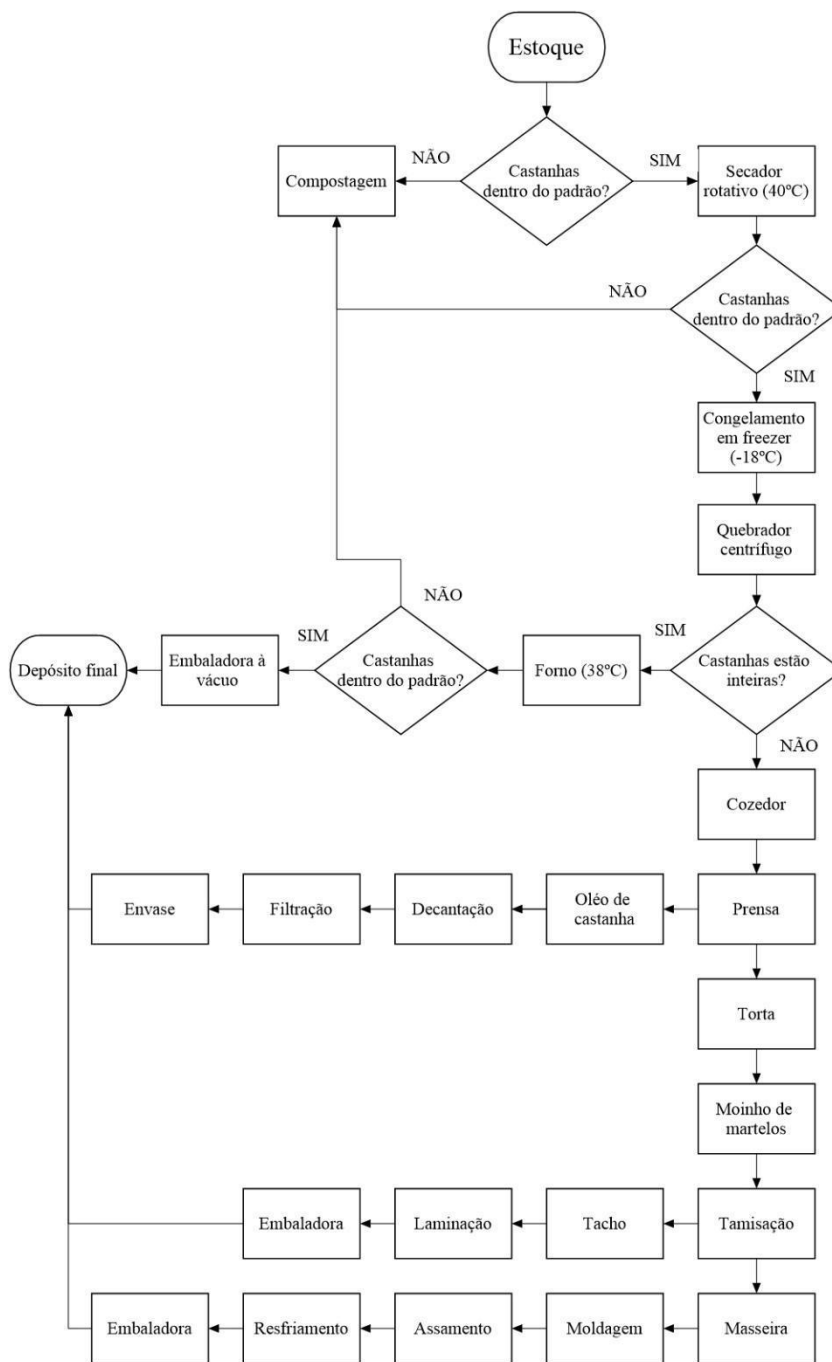 Estoque
NÃO
Castanhas
dentro do padrão?
SIM
Compostagem
Secador
rotativo (40ºC)
NÃO
Castanhas
dentro do padrão?
SIM
Congelamento
em freezer
(-18ºC)
Quebrador
centrífugo
NÃO
SIM
SIM
Depósito final
Embaladora à
vácuo
Castanhas
dentro do padrão?
Forno (38ºC)
Castanhas estão
inteiras?
NÃO
Cozedor
Envase
Filtração
Decantação
Oléo de
castanha
Prensa
Torta
Moinho de
martelos
Embaladora
Laminação
Tacho
Tamisação
Embaladora
Resfriamento
Assamento
Moldagem
Masseira